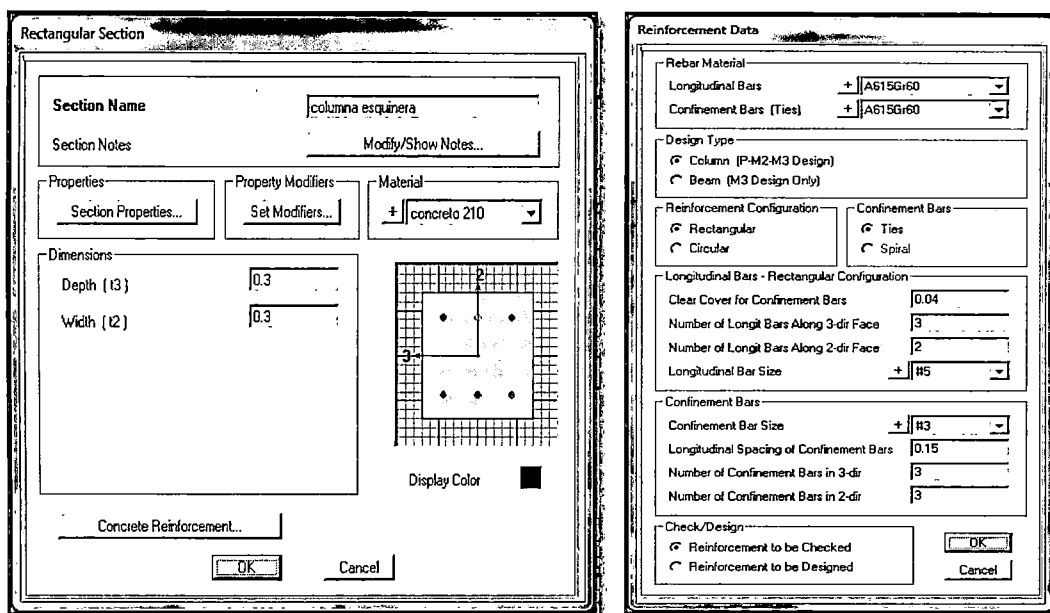 Rectangular Section
Section Name
columna esquinera
Section Notes
Modify/Show Notes...
Properties
Section Properties...
Property Modifiers
Set Modifiers...
Material
+
concreto 210
Dimensions
Depth (t3)
0.3
Width (t2)
0.3
2
3
Display Color
Concrete Reinforcement...
OK
Cancel
Reinforcement Data
Rebar Material
Longitudinal Bars
+
A615Gr60
Confinement Bars (Ties)
+
A615Gr60
Design Type
Column (P-M2-M3 Design)
Beam (M3 Design Only)
Reinforcement Configuration
Rectangular
Circular
Confinement Bars
Ties
Spiral
Longitudinal Bars - Rectangular Configuration
Clear Cover for Confinement Bars
0.04
Number of Longit Bars Along 3-dir Face
3
Number of Longit Bars Along 2-dir Face
2
Longitudinal Bar Size
+
#5
Confinement Bars
Confinement Bar Size
+
#3
Longitudinal Spacing of Confinement Bars
0.15
Number of Confinement Bars in 3-dir
3
Number of Confinement Bars in 2-dir
3
Check/Design
Reinforcement to be Checked
Reinforcement to be Designed
OK
Cancel